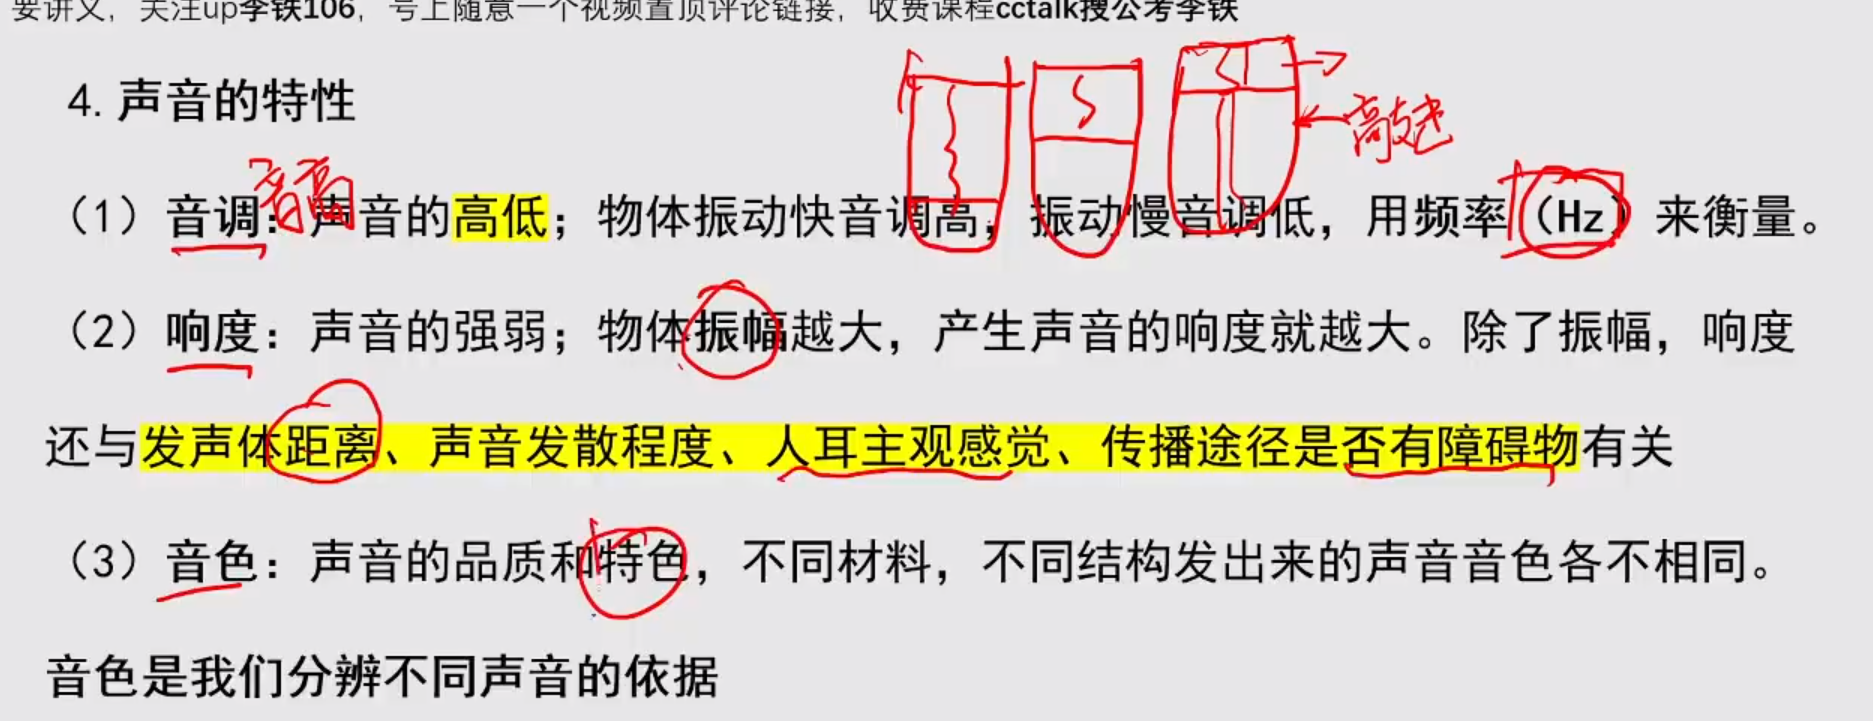 要讲义，关注up李铁106，号上随意一个视频置顶评论链接，收费课程cctalk搜公考李铁
4. 声音的特性
音高
（1）音调：声音的高低；物体振动快音调高，振动慢音调低，用频率（Hz）来衡量。
（2）响度：声音的强弱；物体振幅越大，产生声音的响度就越大。除了振幅，响度
还与发声体距离、声音发散程度、人耳主观感觉、传播途径是否有障碍物有关
（3）音色：声音的品质和特色，不同材料，不同结构发出来的声音音色各不相同。
音色是我们分辨不同声音的依据